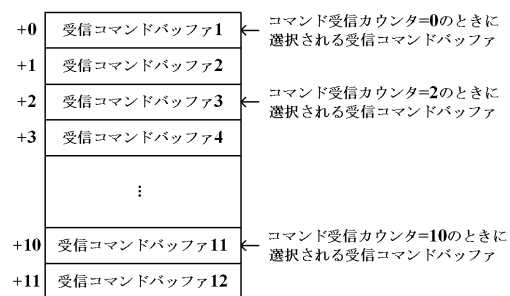 +0 受信コマンドバッファ1
コマンド受信カウンタ=0のときに
選択される受信コマンドバッファ
+1 受信コマンドバッファ2
+2 受信コマンドバッファ3
コマンド受信カウンタ=2のときに
選択される受信コマンドバッファ
+3 受信コマンドバッファ4
⋮
+10 受信コマンドバッファ11
コマンド受信カウンタ=10のときに
選択される受信コマンドバッファ
+11 受信コマンドバッファ12